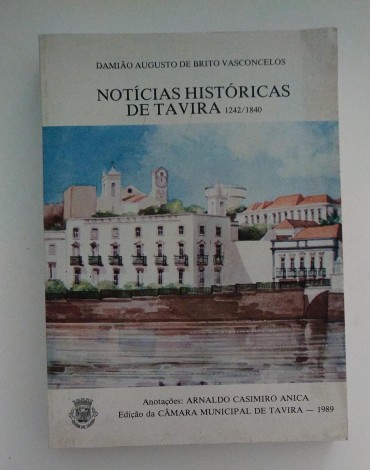 DAMIÃO AUGUSTO DE BRITO VASCONCELOS
NOTÍCIAS HISTÓRICAS
DE TAVIRA 1242/1840
Anotações: ARNALDO CASIMIRO ANICA
Edição da CÂMARA MUNICIPAL DE TAVIRA — 1989